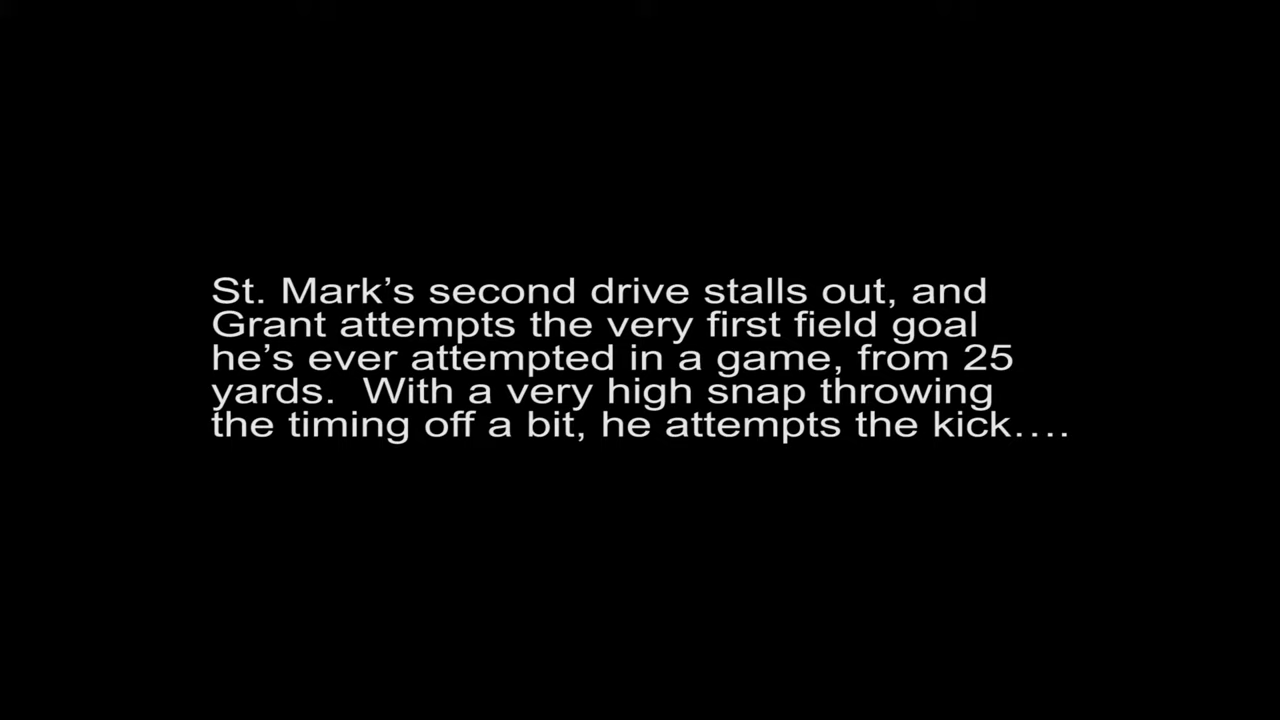 St. Mark’s second drive stalls out, and
Grant attempts the very first field goal
he’s ever attempted in a game, from 25
yards.  With a very high snap throwing
the timing off a bit, he attempts the kick….